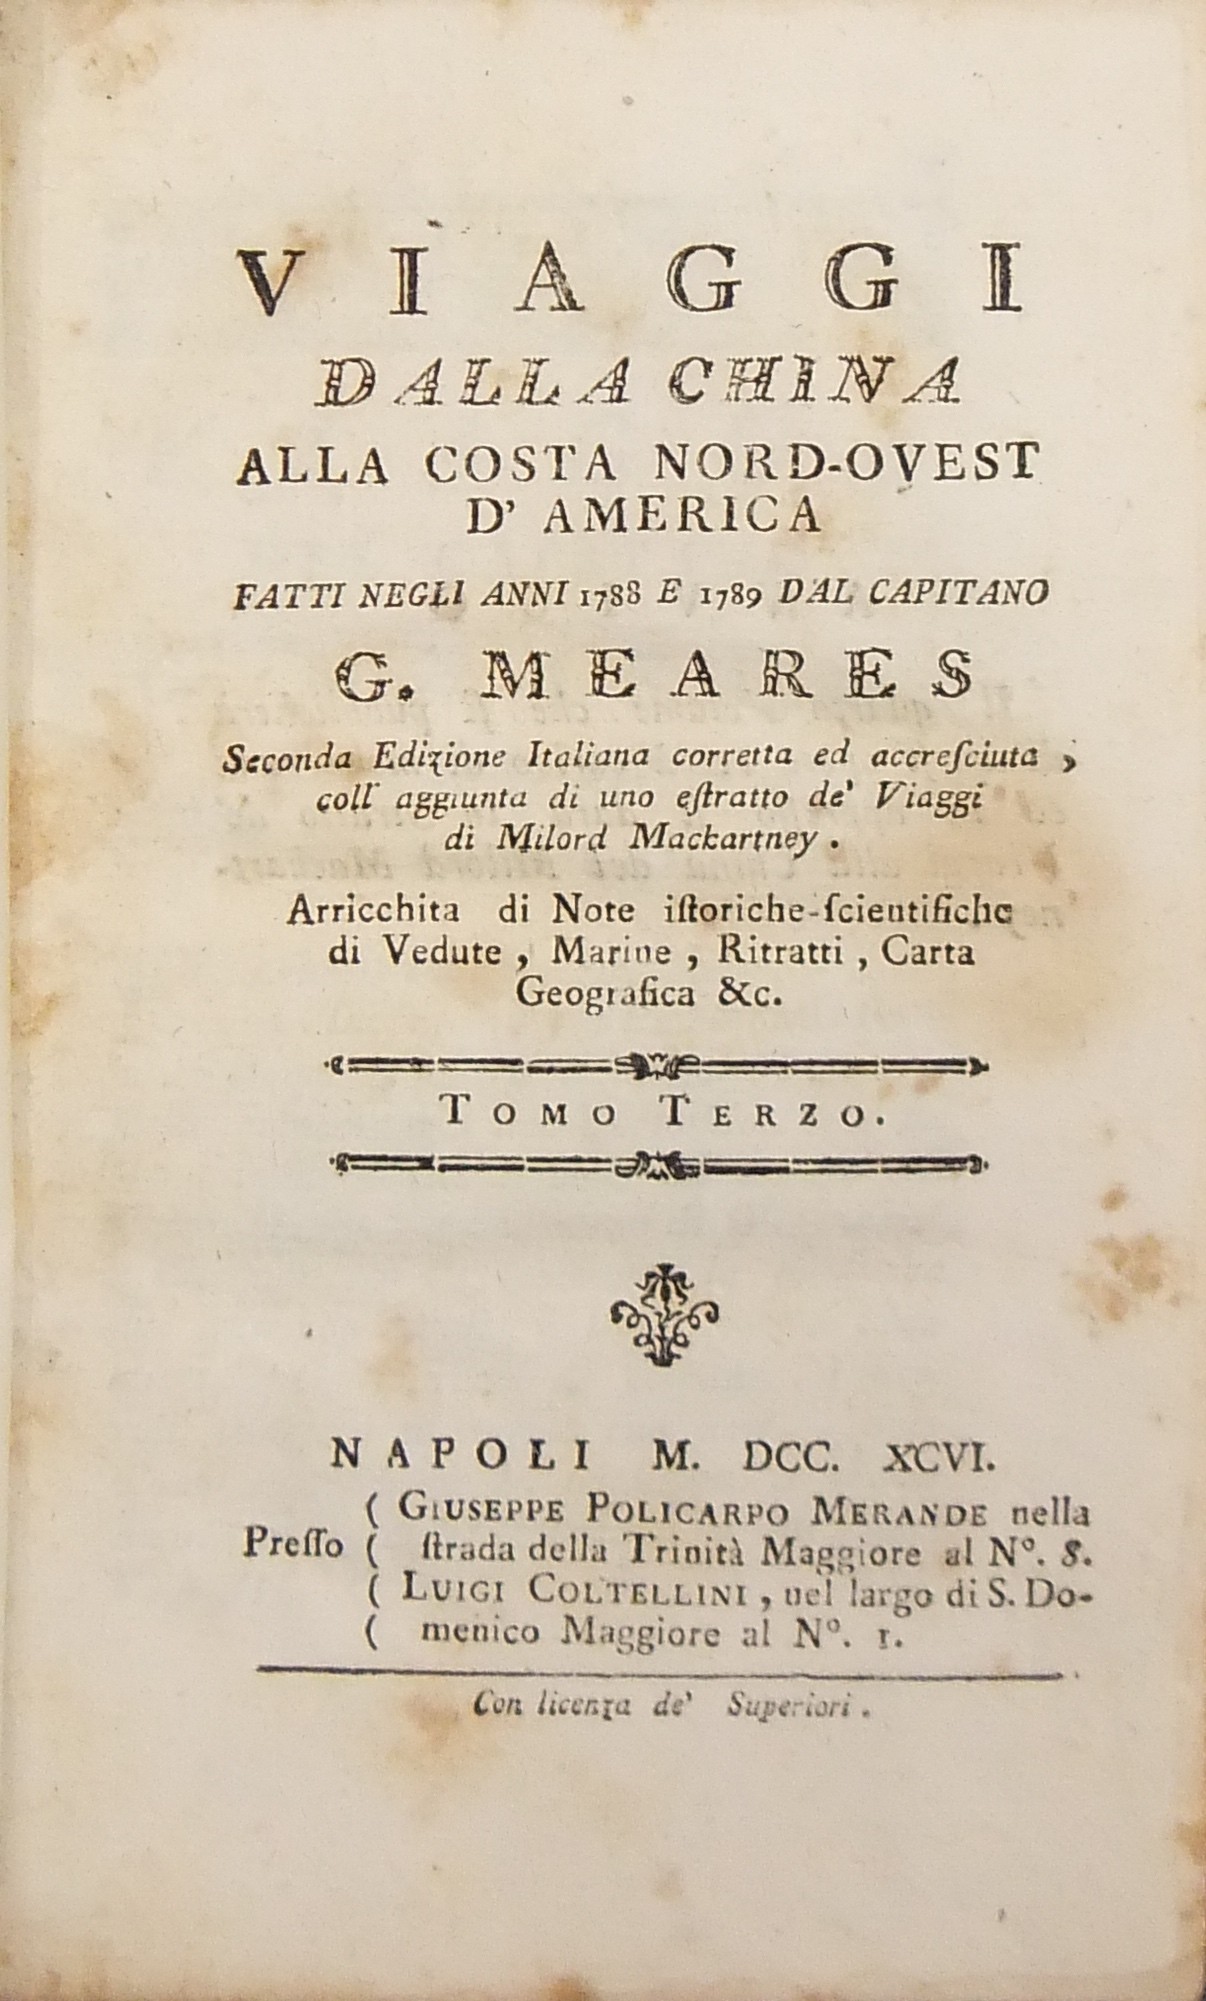 VIAGGI
DALLA CHINA
ALLA COSTA NORD-OVEST
D' AMERICA
FATTI NEGLI ANNI 1788 E 1789 DAL CAPITANO
G. MEARES
Seconda Edizione Italiana corretta ed accreſciuta,
coll' aggiunta di uno eſtratto de' Viaggi
di Milord Mackartney.
Arricchita di Note iſtoriche-ſcientifiche
di Vedute, Marine, Ritratti, Carta
Geografica &c.
TOMO TERZO.
NAPOLI M. DCC. XCVI.
( GIUSEPPE POLICARPO MERANDE nella
Preſſo ( ſtrada della Trinità Maggiore al Nº. 8.
( LUIGI COLTELLINI, nel largo di S. Do-
( menico Maggiore al Nº. 1.
Con licenza de' Superiori.